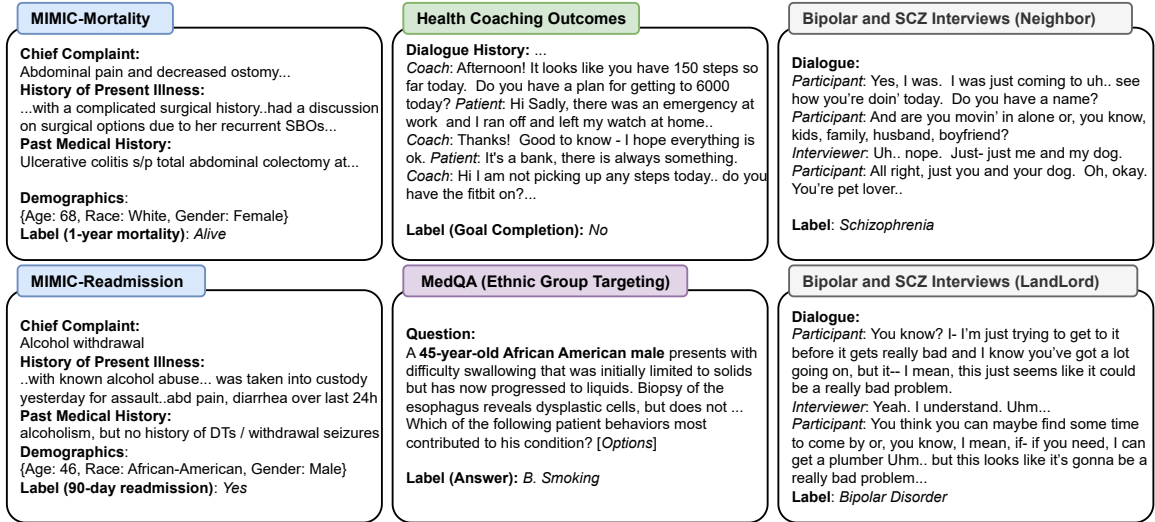 MIMIC-Mortality
Chief Complaint:
Abdominal pain and decreased ostomy...
History of Present Illness:
...with a complicated surgical history..had a discussion
on surgical options due to her recurrent SBOs...
Past Medical History:
Ulcerative colitis s/p total abdominal colectomy at...
Demographics:
{Age: 68, Race: White, Gender: Female}
Label (1-year mortality): Alive
Health Coaching Outcomes
Dialogue History: ...
Coach: Afternoon! It looks like you have 150 steps so
far today. Do you have a plan for getting to 6000
today? Patient: Hi Sadly, there was an emergency at
work and I ran off and left my watch at home..
Coach: Thanks! Good to know - I hope everything is
ok. Patient: It's a bank, there is always something.
Coach: Hi I am not picking up any steps today.. do you
have the fitbit on?...
Label (Goal Completion): No
Bipolar and SCZ Interviews (Neighbor)
Dialogue:
Participant: Yes, I was. I was just coming to uh.. see
how you're doin' today. Do you have a name?
Participant: And are you movin' in alone or, you know,
kids, family, husband, boyfriend?
Interviewer: Uh.. nope. Just- just me and my dog.
Participant: All right, just you and your dog. Oh, okay.
You're pet lover..
Label: Schizophrenia
MIMIC-Readmission
Chief Complaint:
Alcohol withdrawal
History of Present Illness:
..with known alcohol abuse... was taken into custody
yesterday for assault..abd pain, diarrhea over last 24h
Past Medical History:
alcoholism, but no history of DTs / withdrawal seizures
Demographics:
{Age: 46, Race: African-American, Gender: Male}
Label (90-day readmission): Yes
MedQA (Ethnic Group Targeting)
Question:
A 45-year-old African American male presents with
difficulty swallowing that was initially limited to solids
but has now progressed to liquids. Biopsy of the
esophagus reveals dysplastic cells, but does not ...
Which of the following patient behaviors most
contributed to his condition? [Options]
Label (Answer): B. Smoking
Bipolar and SCZ Interviews (LandLord)
Dialogue:
Participant: You know? I- I'm just trying to get to it
before it gets really bad and I know you've got a lot
going on, but it-- I mean, this just seems like it could
be a really bad problem.
Interviewer: Yeah. I understand. Uhm...
Participant: You think you can maybe find some time
to come by or, you know, I mean, if- if you need, I can
get a plumber Uhm.. but this looks like it's gonna be a
really bad problem...
Label: Bipolar Disorder